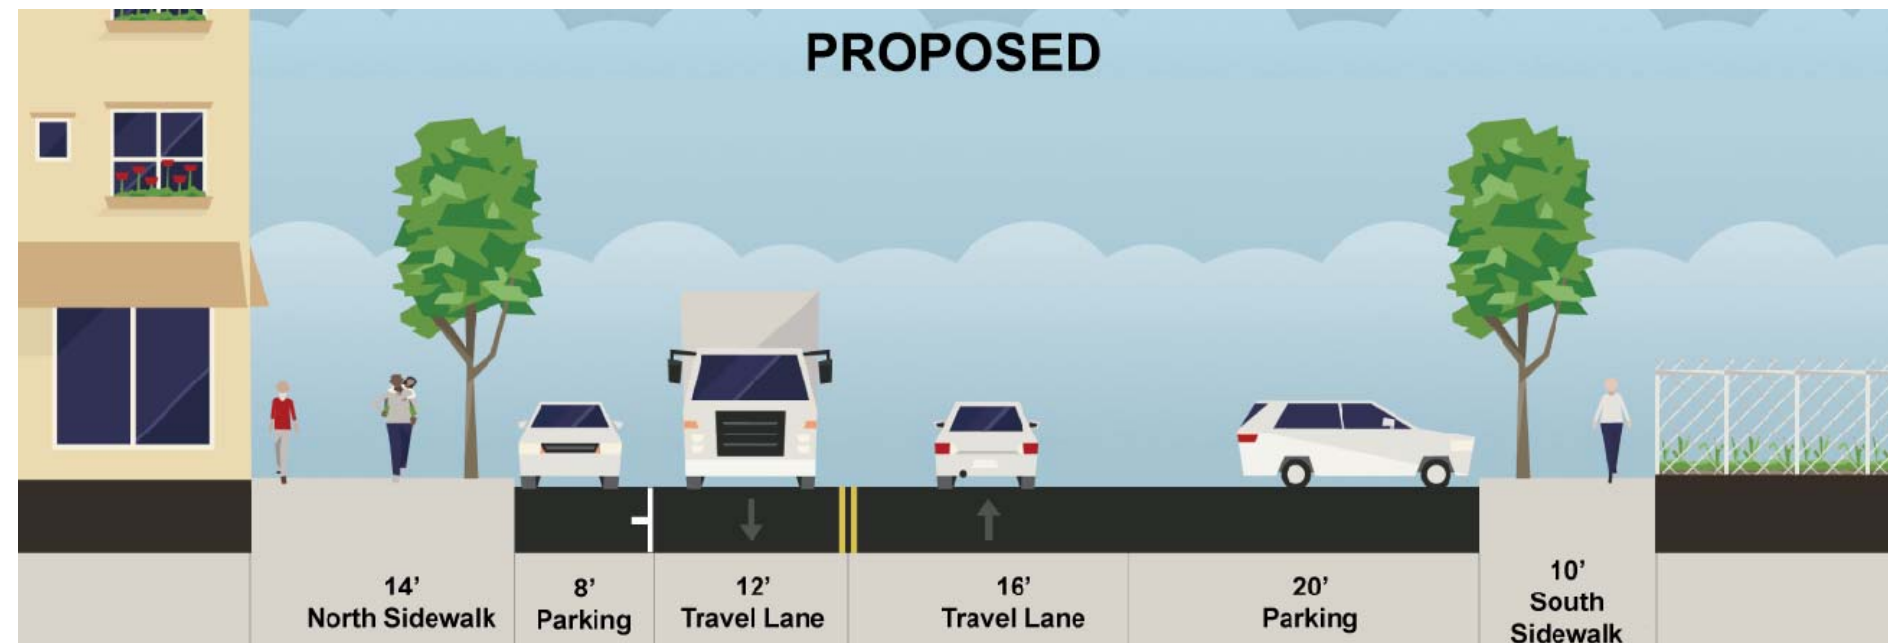 PROPOSED
14’
North Sidewalk
8’
Parking
12’
Travel Lane
16’
Travel Lane
20’
Parking
10’
South
Sidewalk